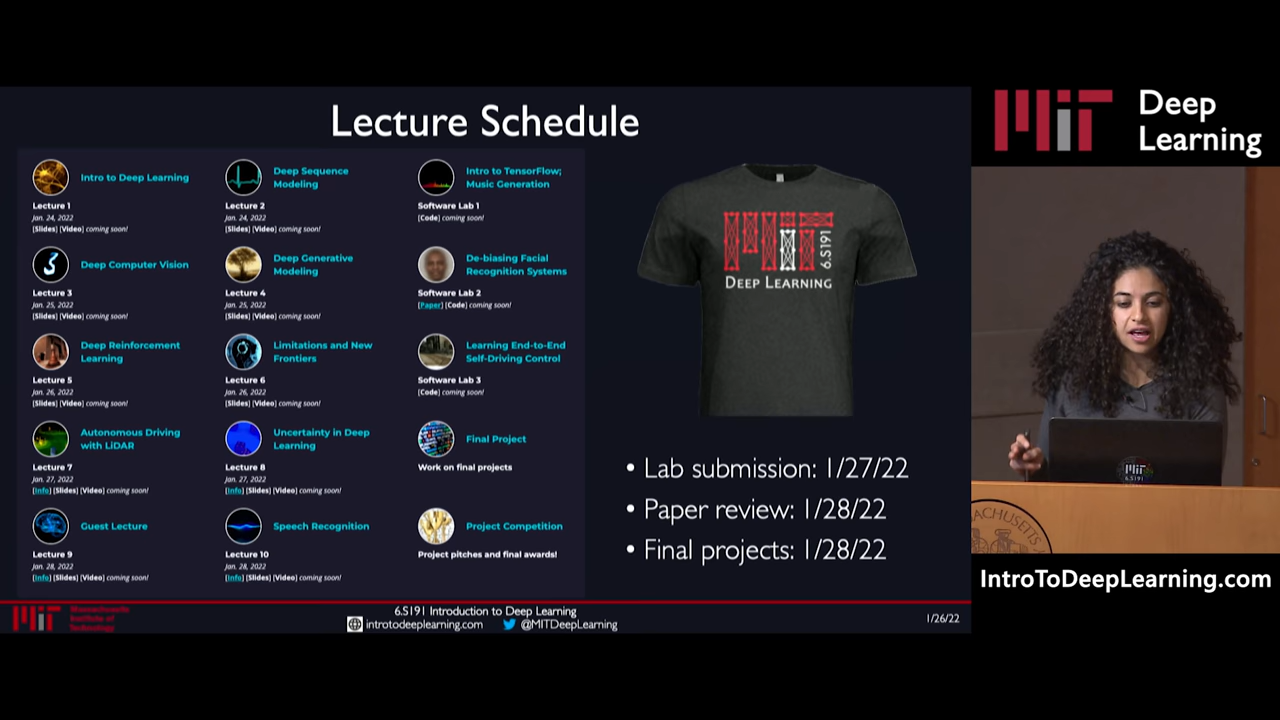 Lecture Schedule
Intro to Deep Learning
Lecture 1
Jan. 24, 2022
[Slides] [Video] coming soon!
Deep Sequence
Modeling
Lecture 2
Jan. 24, 2022
[Slides] [Video] coming soon!
Intro to TensorFlow;
Music Generation
Software Lab 1
[Code] coming soon!
Deep Computer Vision
Lecture 3
Jan. 25, 2022
[Slides] [Video] coming soon!
Deep Generative
Modeling
Lecture 4
Jan. 25, 2022
[Slides] [Video] coming soon!
De-biasing Facial
Recognition Systems
Software Lab 2
[Paper] [Code] coming soon!
Deep Reinforcement
Learning
Lecture 5
Jan. 26, 2022
[Slides] [Video] coming soon!
Limitations and New
Frontiers
Lecture 6
Jan. 26, 2022
[Slides] [Video] coming soon!
Learning End-to-End
Self-Driving Control
Software Lab 3
[Code] coming soon!
Autonomous Driving
with LiDAR
Lecture 7
Jan. 27, 2022
[Info] [Slides] [Video] coming soon!
Uncertainty in Deep
Learning
Lecture 8
Jan. 27, 2022
[Info] [Slides] [Video] coming soon!
Final Project
Work on final projects
Guest Lecture
Lecture 9
Jan. 28, 2022
[Info] [Slides] [Video] coming soon!
Speech Recognition
Lecture 10
Jan. 28, 2022
[Info] [Slides] [Video] coming soon!
Project Competition
Project pitches and final awards!
MIT
6.S191
DEEP LEARNING
• Lab submission: 1/27/22
• Paper review: 1/28/22
• Final projects: 1/28/22
MIT
Massachusetts
Institute of
Technology
6.S191 Introduction to Deep Learning
introtodeeplearning.com
@MITDeepLearning
1/26/22
MIT
Deep
Learning
MIT
6.S191
IntroToDeepLearning.com